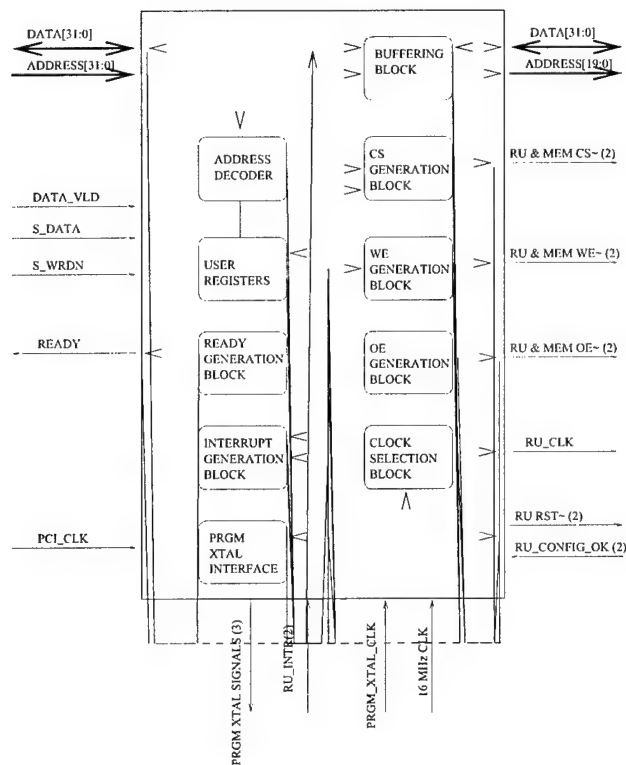 DATA[31:0]
ADDRESS[31:0]
BUFFERING
BLOCK
DATA[31:0]
ADDRESS[19:0]
ADDRESS
DECODER
CS
GENERATION
BLOCK
RU & MEM CS~ (2)
DATA_VLD
S_DATA
S_WRDN
USER
REGISTERS
WE
GENERATION
BLOCK
RU & MEM WE~ (2)
READY
READY
GENERATION
BLOCK
OE
GENERATION
BLOCK
RU & MEM OE~ (2)
INTERRUPT
GENERATION
BLOCK
CLOCK
SELECTION
BLOCK
RU_CLK
PCI_CLK
PRGM
XTAL
INTERFACE
RU RST~ (2)
RU_CONFIG_OK (2)
PRGM XTAL SIGNALS (3)
RU_INTR(2)
PRGM_XTAL_CLK
16 MHz CLK